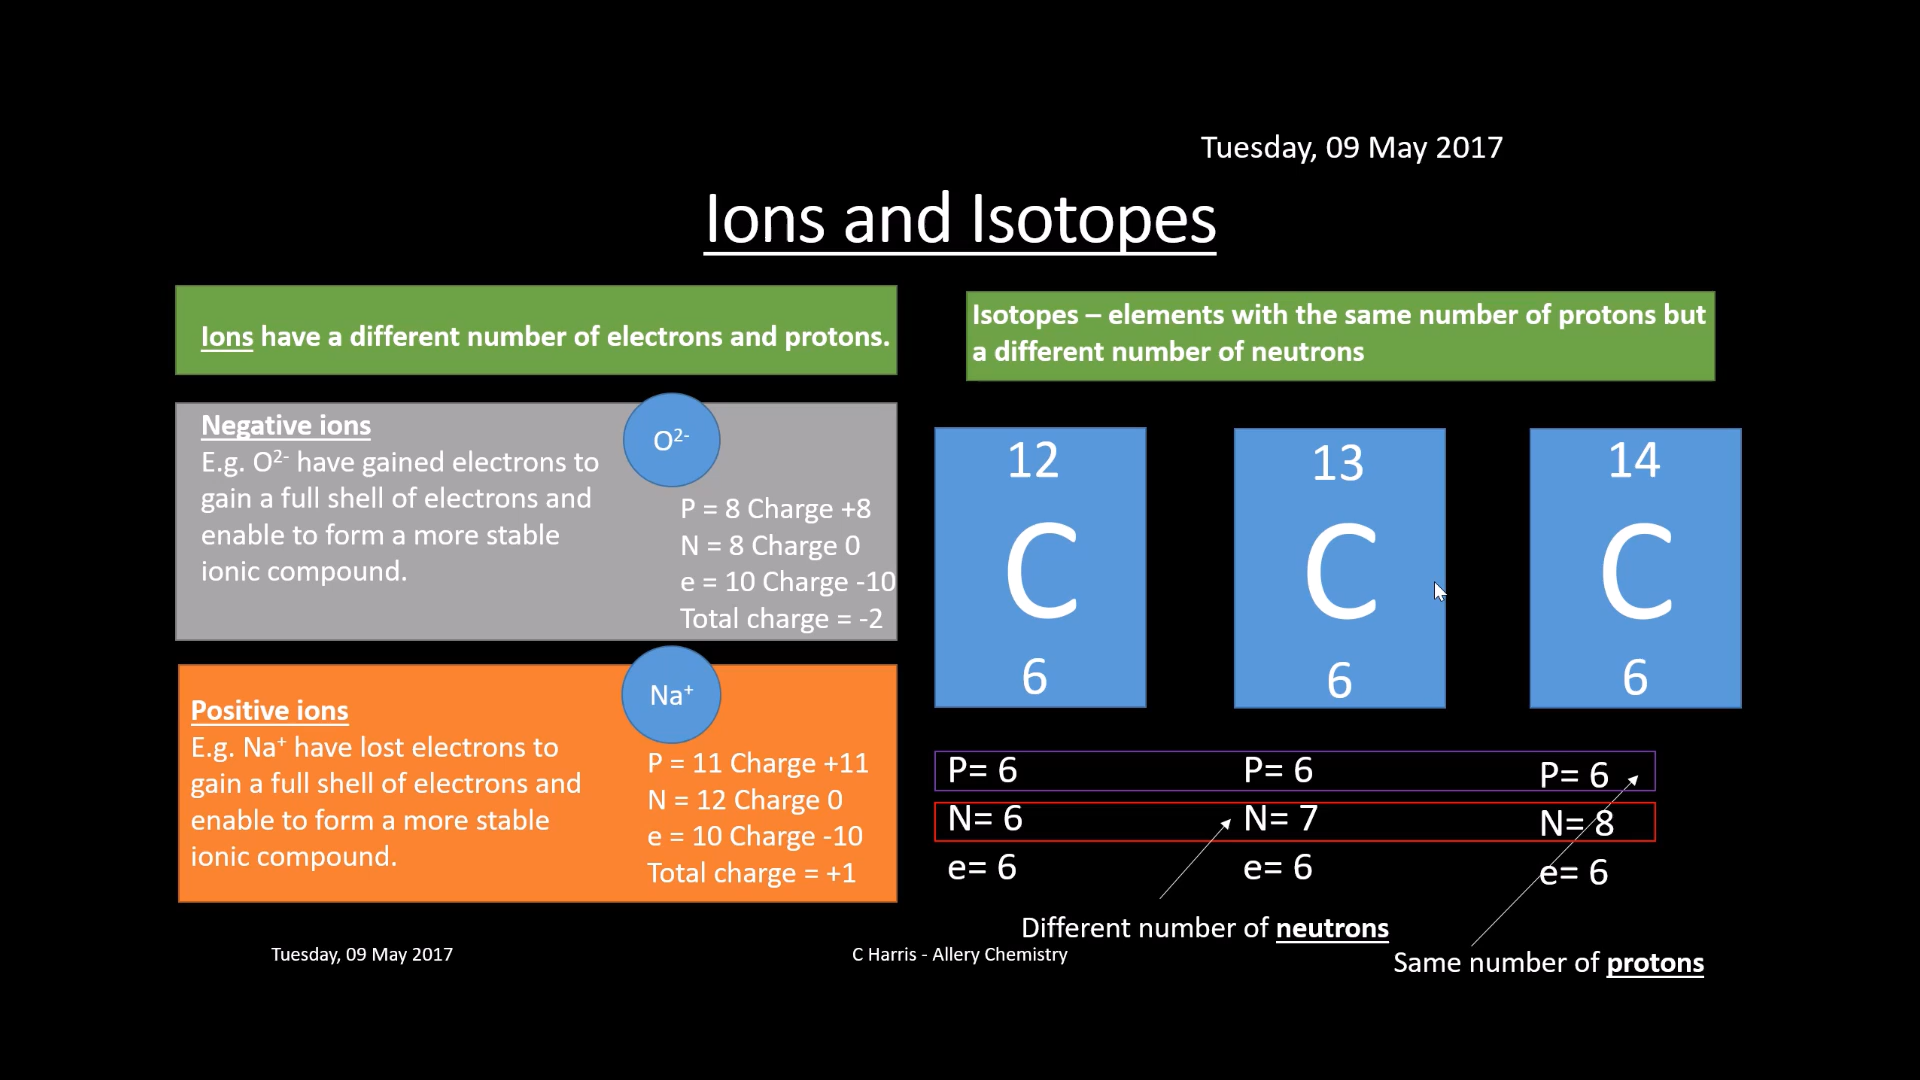 Tuesday, 09 May 2017
Ions and Isotopes
Ions have a different number of electrons and protons.
Negative ions
E.g. O²⁻ have gained electrons to
gain a full shell of electrons and
enable to form a more stable
ionic compound.
O²⁻
P = 8 Charge +8
N = 8 Charge 0
e = 10 Charge -10
Total charge = -2
Positive ions
E.g. Na⁺ have lost electrons to
gain a full shell of electrons and
enable to form a more stable
ionic compound.
Na⁺
P = 11 Charge +11
N = 12 Charge 0
e = 10 Charge -10
Total charge = +1
Isotopes – elements with the same number of protons but
a different number of neutrons
12
C
6
13
C
6
14
C
6
P= 6 P= 6 P= 6
N= 6 N= 7 N= 8
e= 6 e= 6 e= 6
Different number of neutrons
Same number of protons
Tuesday, 09 May 2017
C Harris - Allery Chemistry